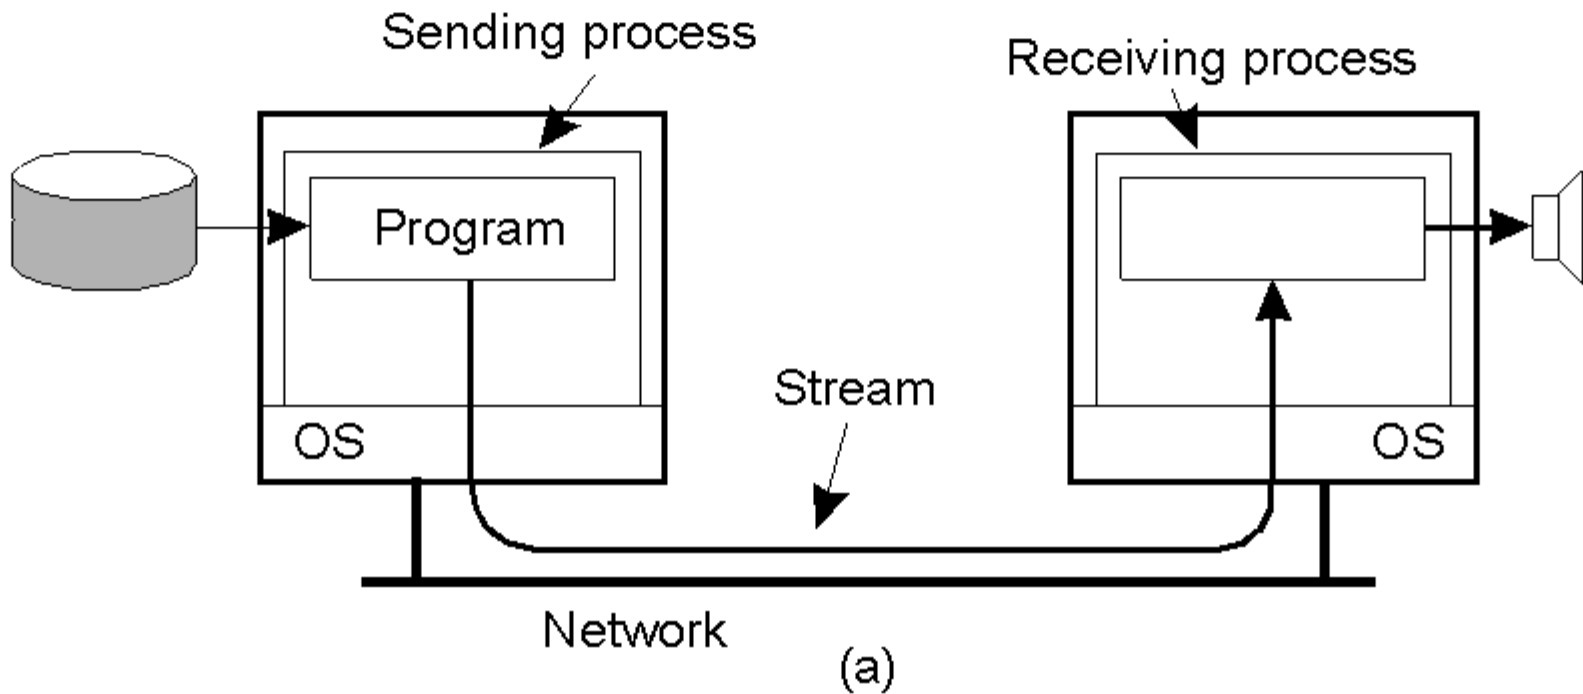 Sending process
Receiving process
Program
Stream
OS
OS
Network
(a)